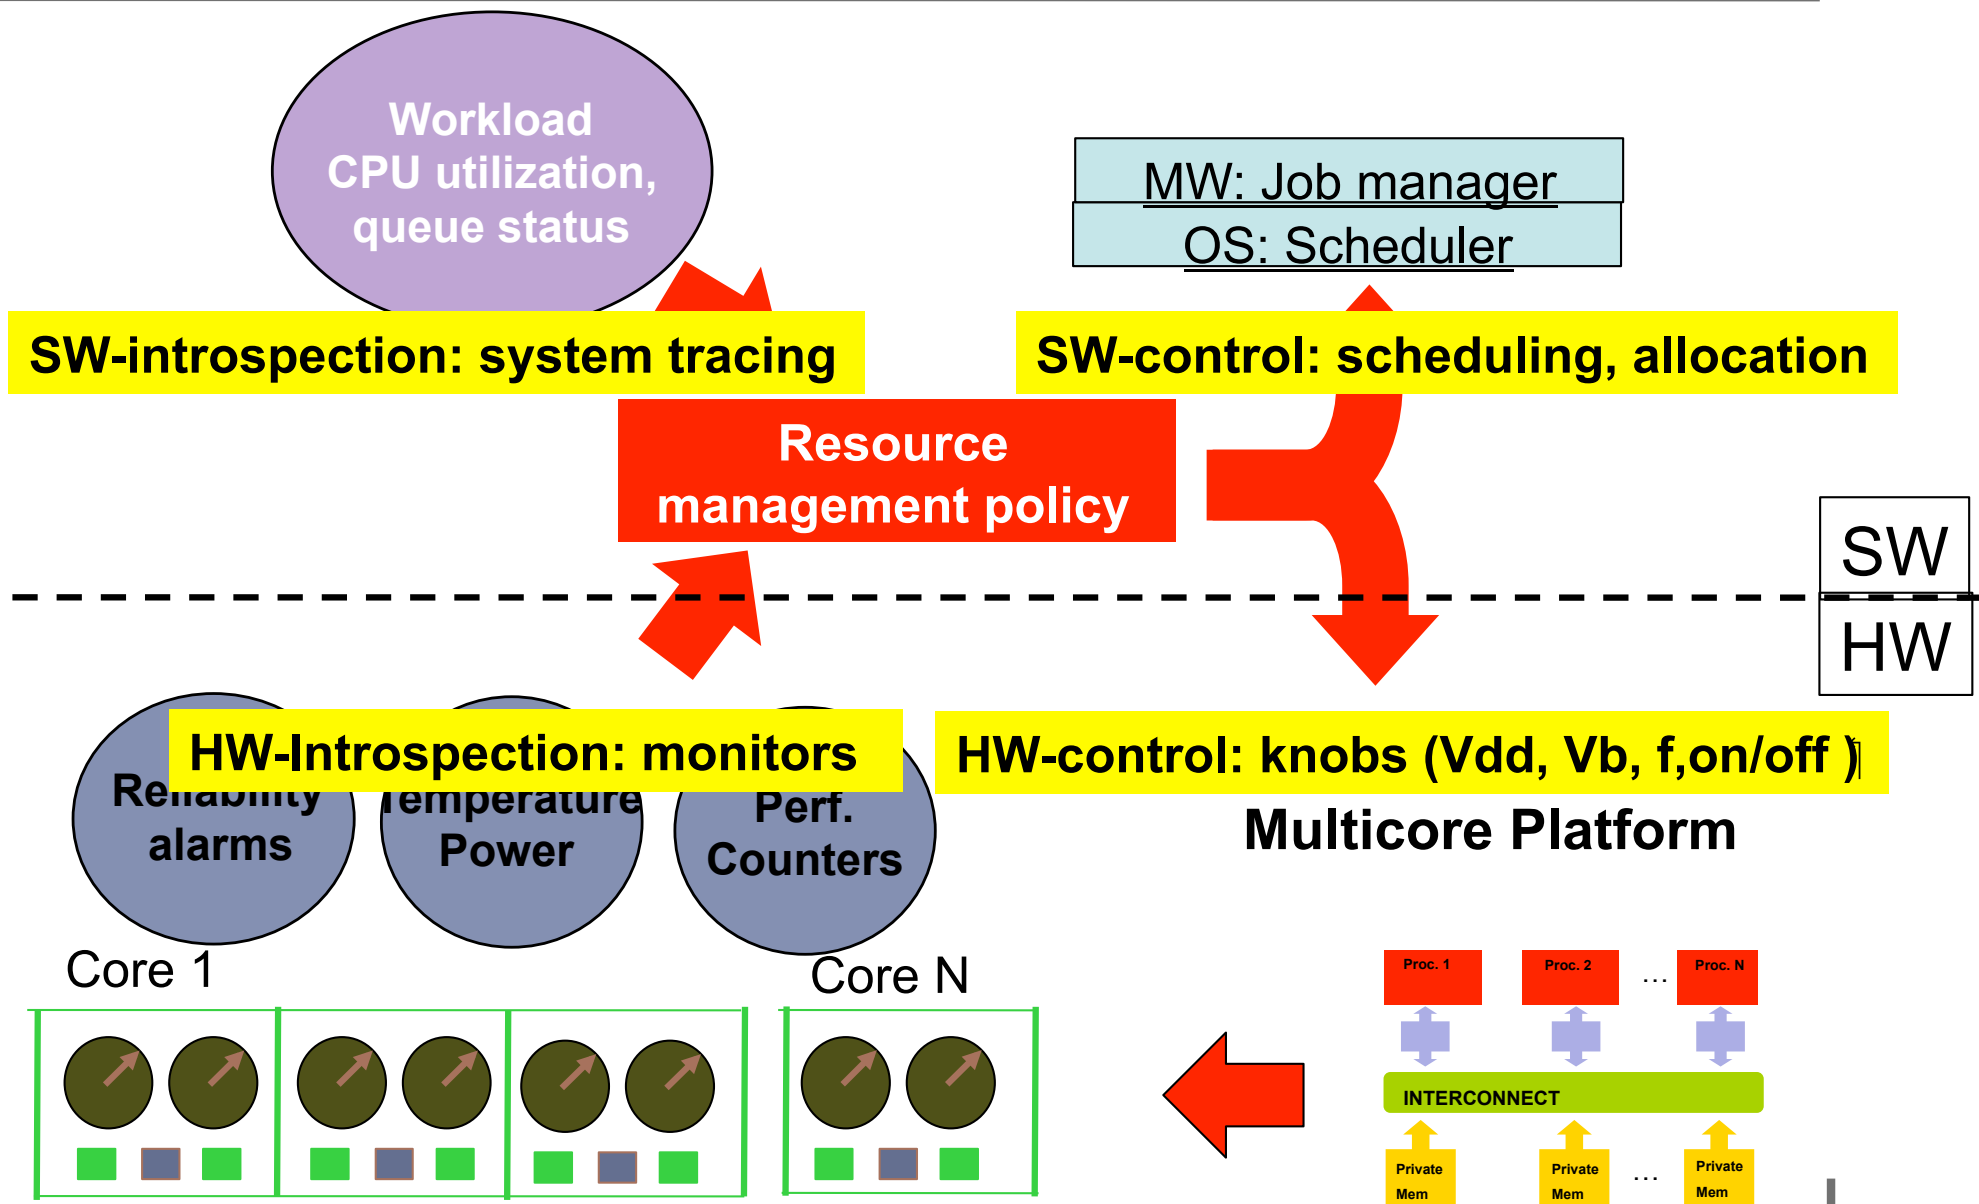 Workload
CPU utilization,
queue status
MW: Job manager
OS: Scheduler
SW-introspection: system tracing
SW-control: scheduling, allocation
Resource
management policy
SW
HW
HW-Introspection: monitors
HW-control: knobs (Vdd, Vb, f,on/off )
Reliability
alarms
Temperature
Power
Perf.
Counters
Multicore Platform
Core 1
Core N
Proc. 1
Proc. 2
...
Proc. N
INTERCONNECT
Private
Mem
Private
Mem
...
Private
Mem